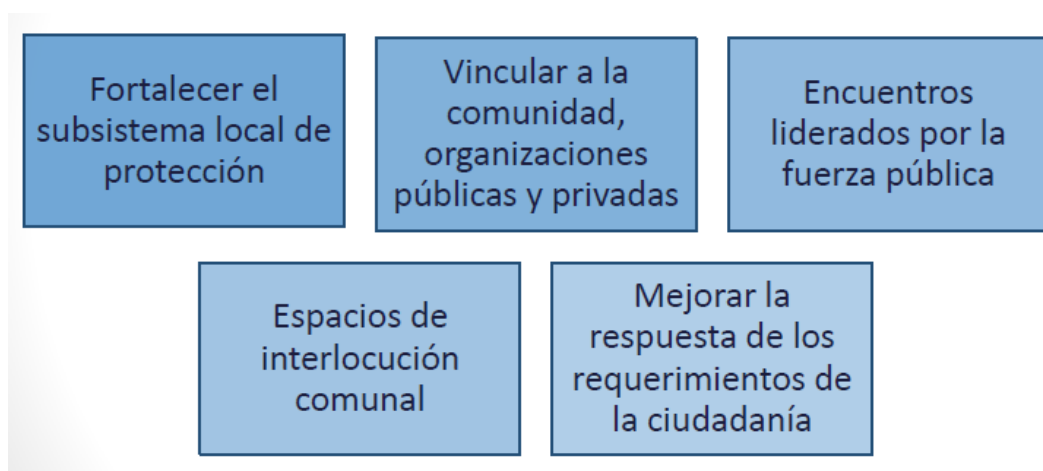 Fortalecer el
subsistema local de
protección
Vincular a la
comunidad,
organizaciones
públicas y privadas
Encuentros
liderados por la
fuerza pública
Espacios de
interlocución
comunal
Mejorar la
respuesta de los
requerimientos de
la ciudadanía